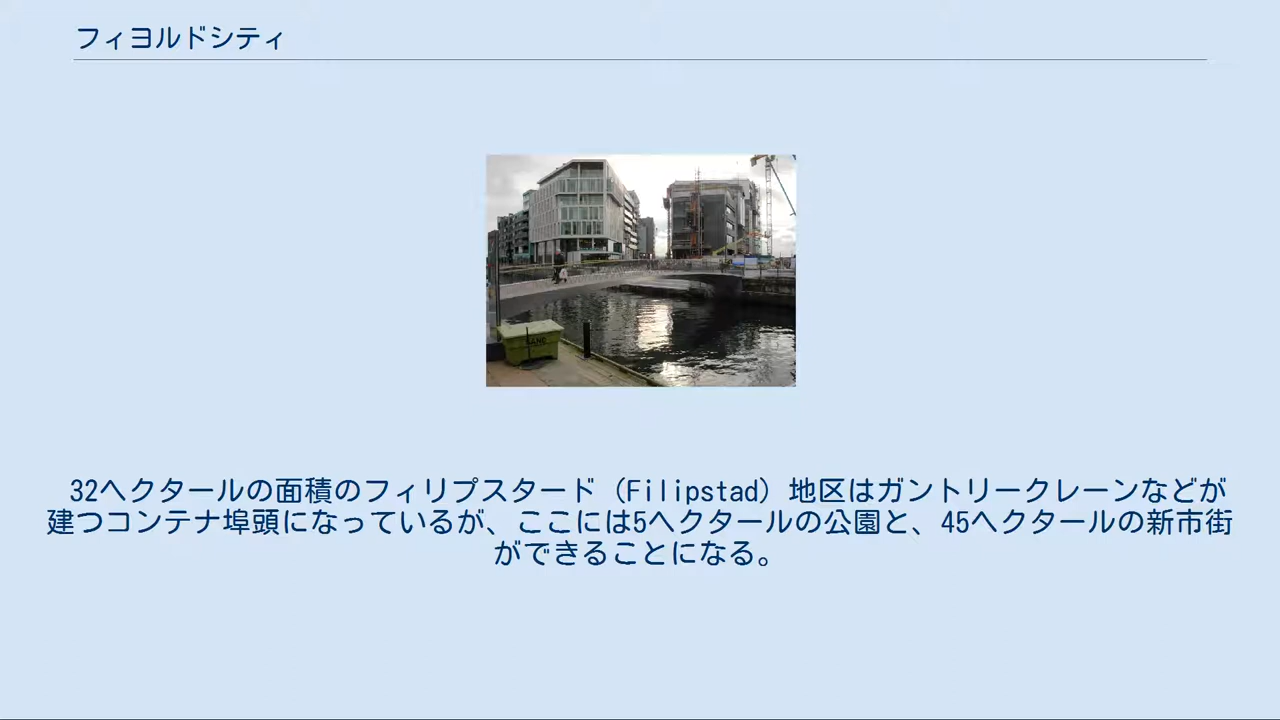 フィヨルドシティ
SAND
32ヘクタールの面積のフィリプスタード（Filipstad）地区はガントリークレーンなどが
建つコンテナ埠頭になっているが、ここには5ヘクタールの公園と、45ヘクタールの新市街
ができることになる。